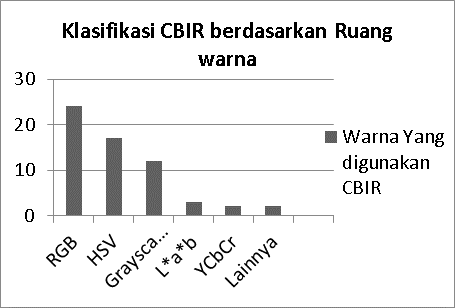 Klasifikasi CBIR berdasarkan Ruang
warna
30
20
10
0
RGB
HSV
Graysca...
L*a*b
YCbCr
Lainnya
Warna Yang
digunakan
CBIR